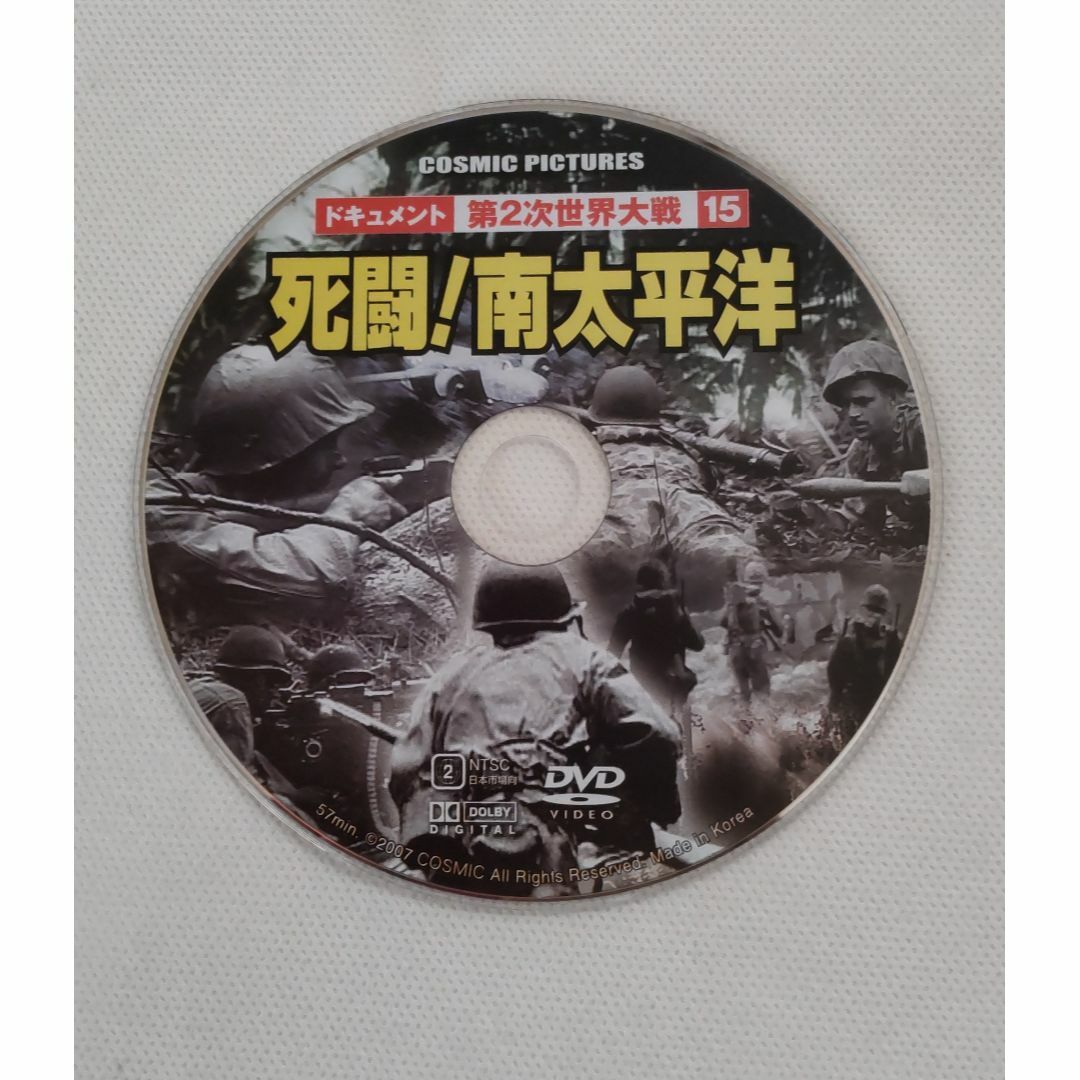 COSMIC PICTURES
ドキュメント 第2次世界大戦 15
死闘!南太平洋
2 NTSC 日本市場向
DVD VIDEO
DOLBY DIGITAL
57min. ©2007 COSMIC All Rights Reserved. Made in Korea